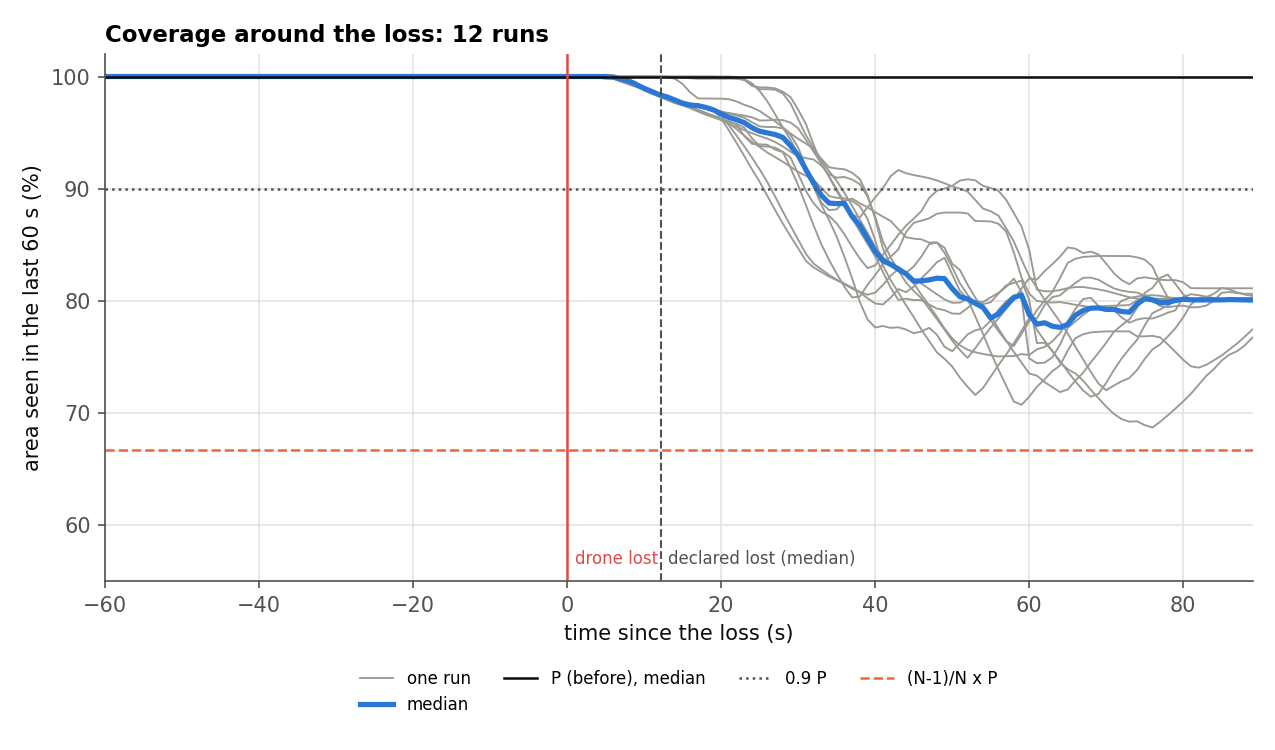 Coverage around the loss: 12 runs
area seen in the last 60 s (%)
100
90
80
70
60
drone lost
declared lost (median)
−60
−40
−20
0
20
40
60
80
time since the loss (s)
one run
P (before), median
0.9 P
(N-1)/N x P
median